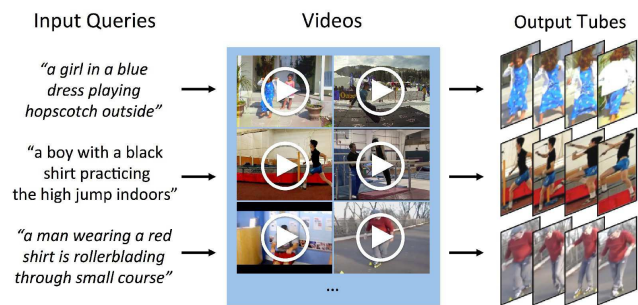 Input Queries
Videos
Output Tubes
“a girl in a blue
dress playing
hopscotch outside”
“a boy with a black
shirt practicing
the high jump indoors”
“a man wearing a red
shirt is rollerblading
through small course”
...